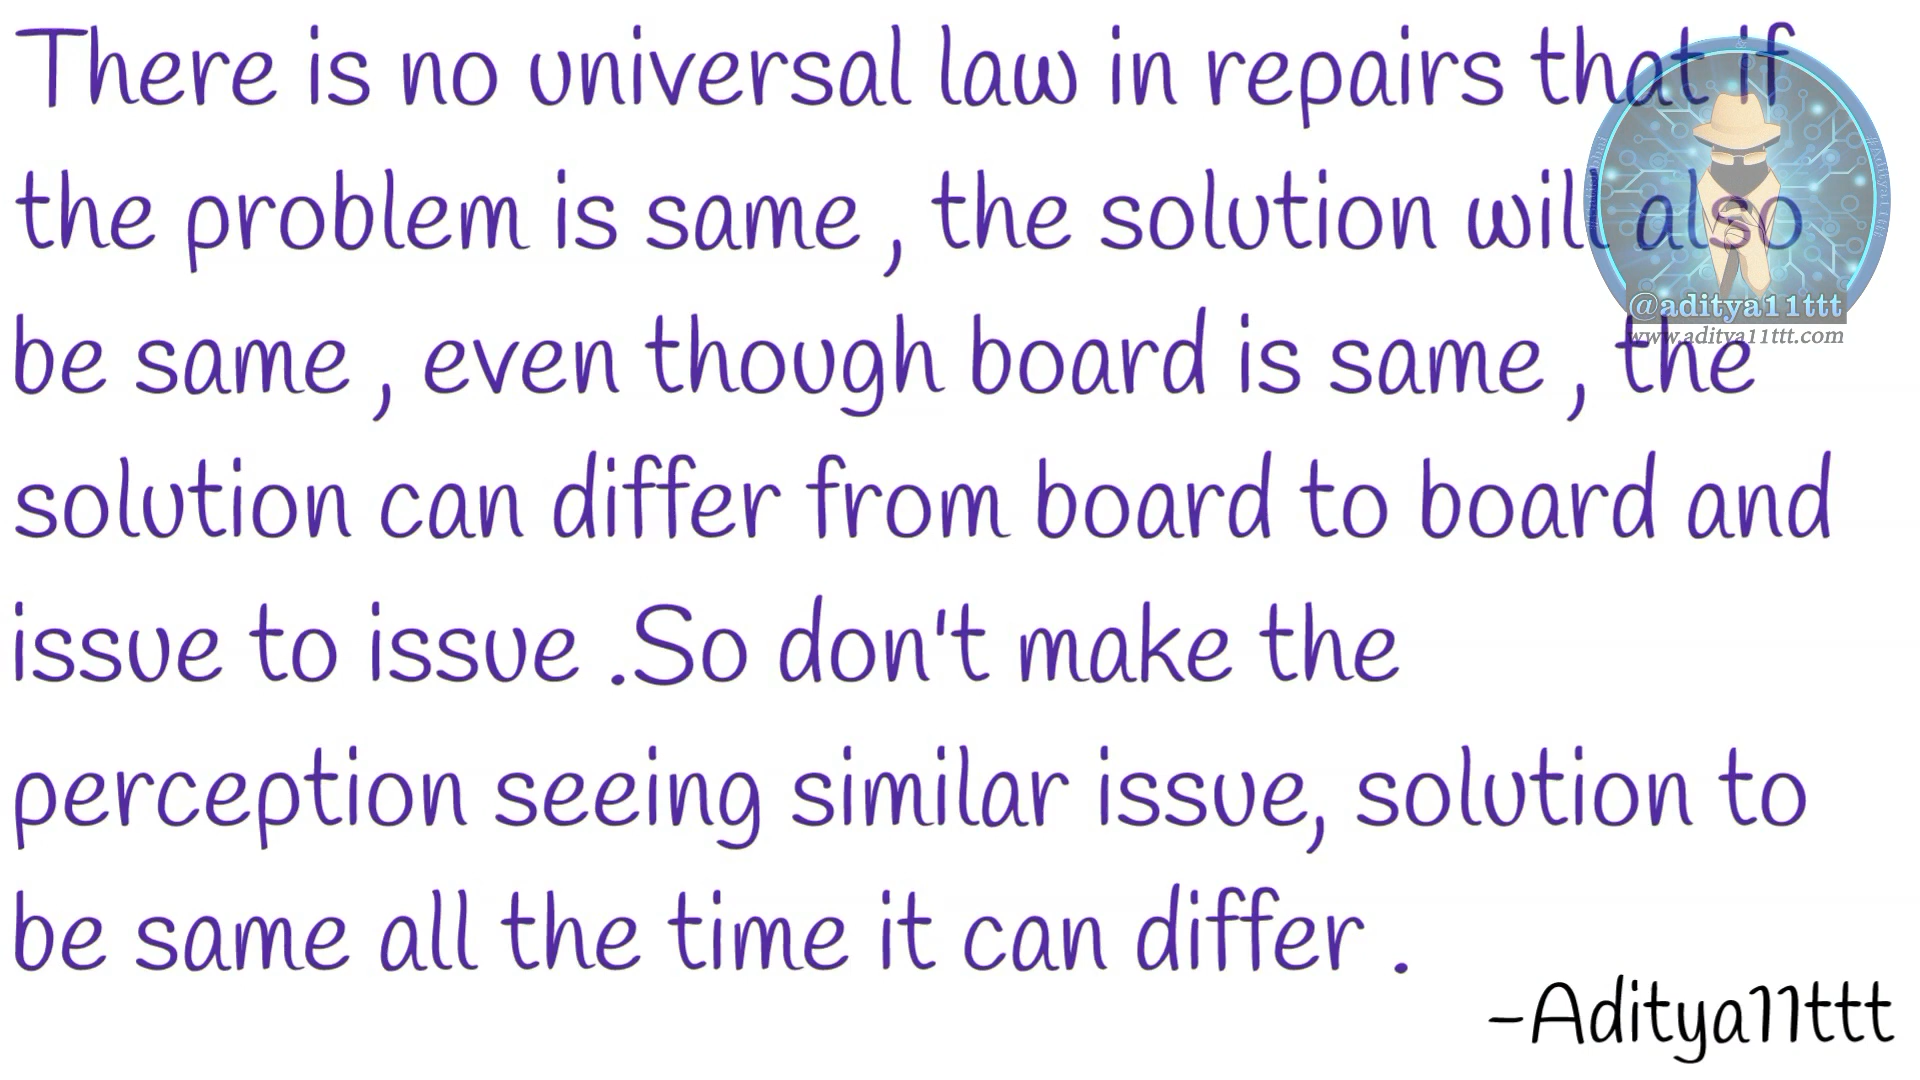 There is no universal law in repairs that if
the problem is same , the solution will also
be same , even though board is same , the
solution can differ from board to board and
issue to issue .So don't make the
perception seeing similar issue, solution to
be same all the time it can differ .
-Aditya11ttt
@aditya11ttt
www.aditya11ttt.com